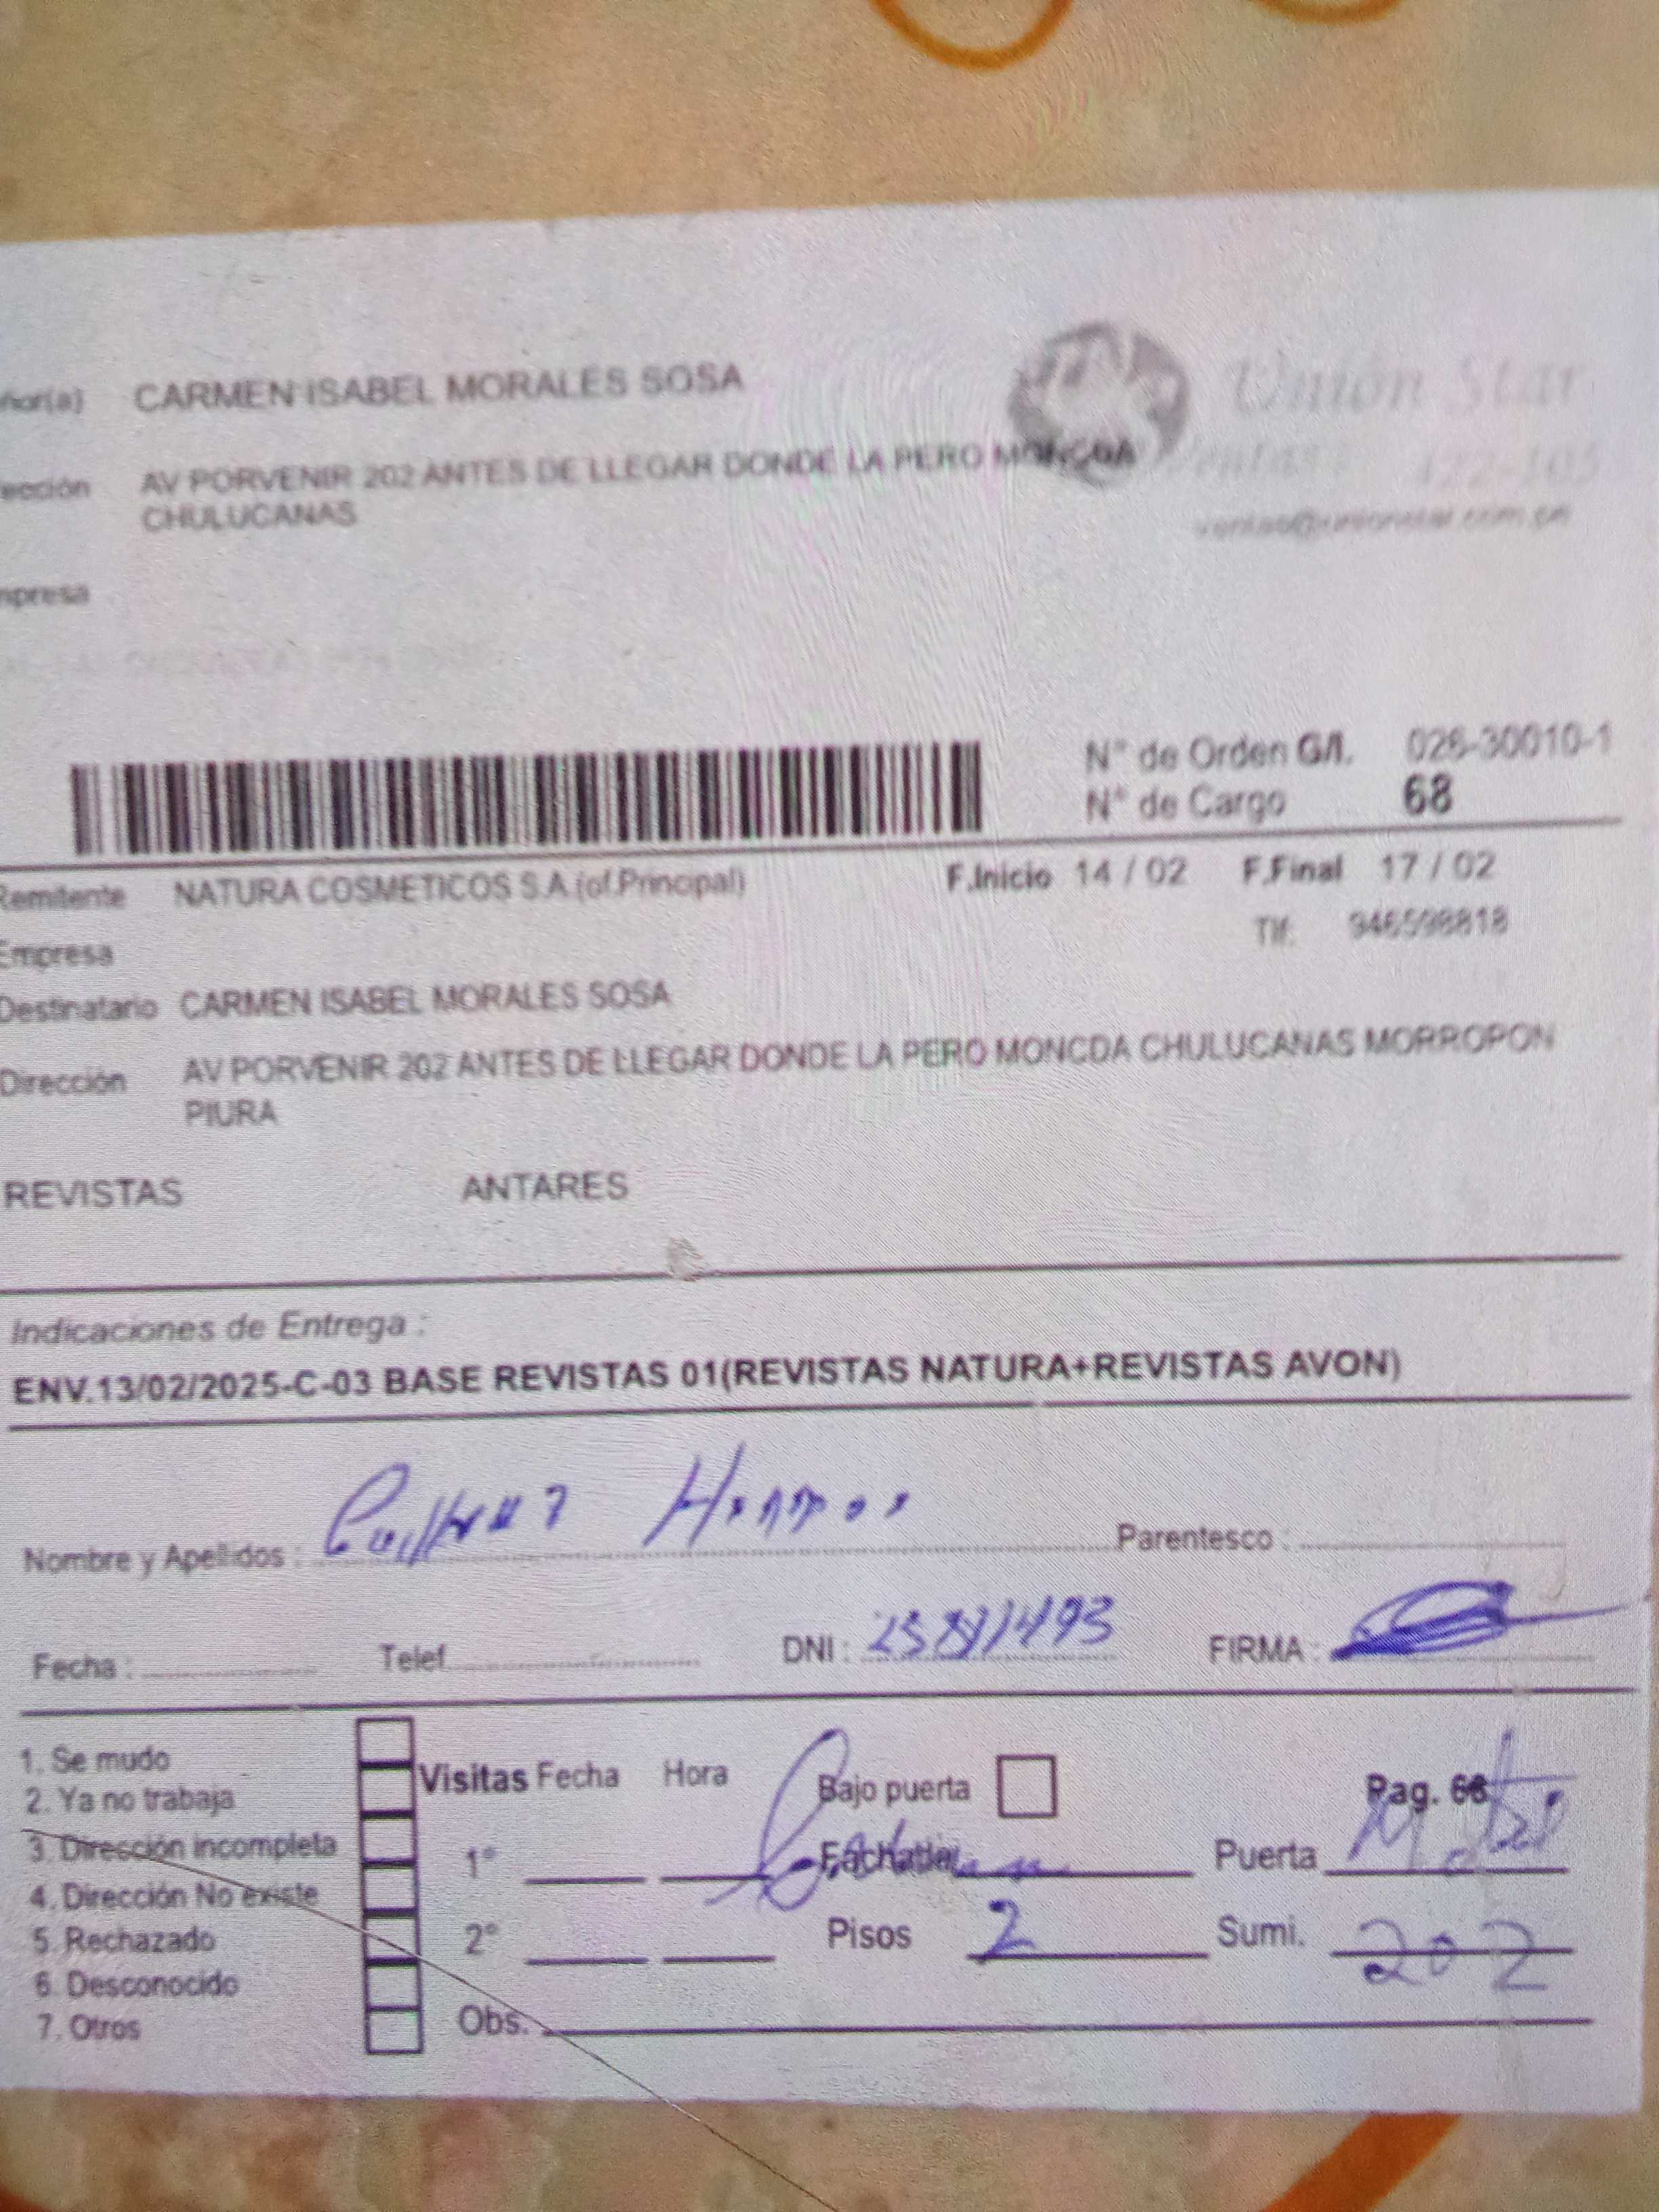 ñor(a) CARMEN ISABEL MORALES SOSA
Unión Star
ección AV PORVENIR 202 ANTES DE LLEGAR DONDE LA PERO MONCDA
CHULUCANAS
mpresa
N° de Orden G/I. 026-30010-1
N° de Cargo 68
Remitente NATURA COSMETICOS S.A.(of.Principal) F.Inicio 14 / 02 F.Final 17 / 02
Tlf: 946598818
Empresa
Destinatario CARMEN ISABEL MORALES SOSA
Dirección AV PORVENIR 202 ANTES DE LLEGAR DONDE LA PERO MONCDA CHULUCANAS MORROPON
PIURA
REVISTAS ANTARES
Indicaciones de Entrega :
ENV.13/02/2025-C-03 BASE REVISTAS 01(REVISTAS NATURA+REVISTAS AVON)
Nombre y Apellidos : Parentesco :
Fecha : Telef. DNI : FIRMA :
1. Se mudo
2. Ya no trabaja
3. Dirección incompleta
4. Dirección No existe
5. Rechazado
6. Desconocido
7. Otros
Visitas Fecha Hora Bajo puerta Pag. 68
1° Fachada Puerta
2° Pisos 2 Sumi. 202
Obs.